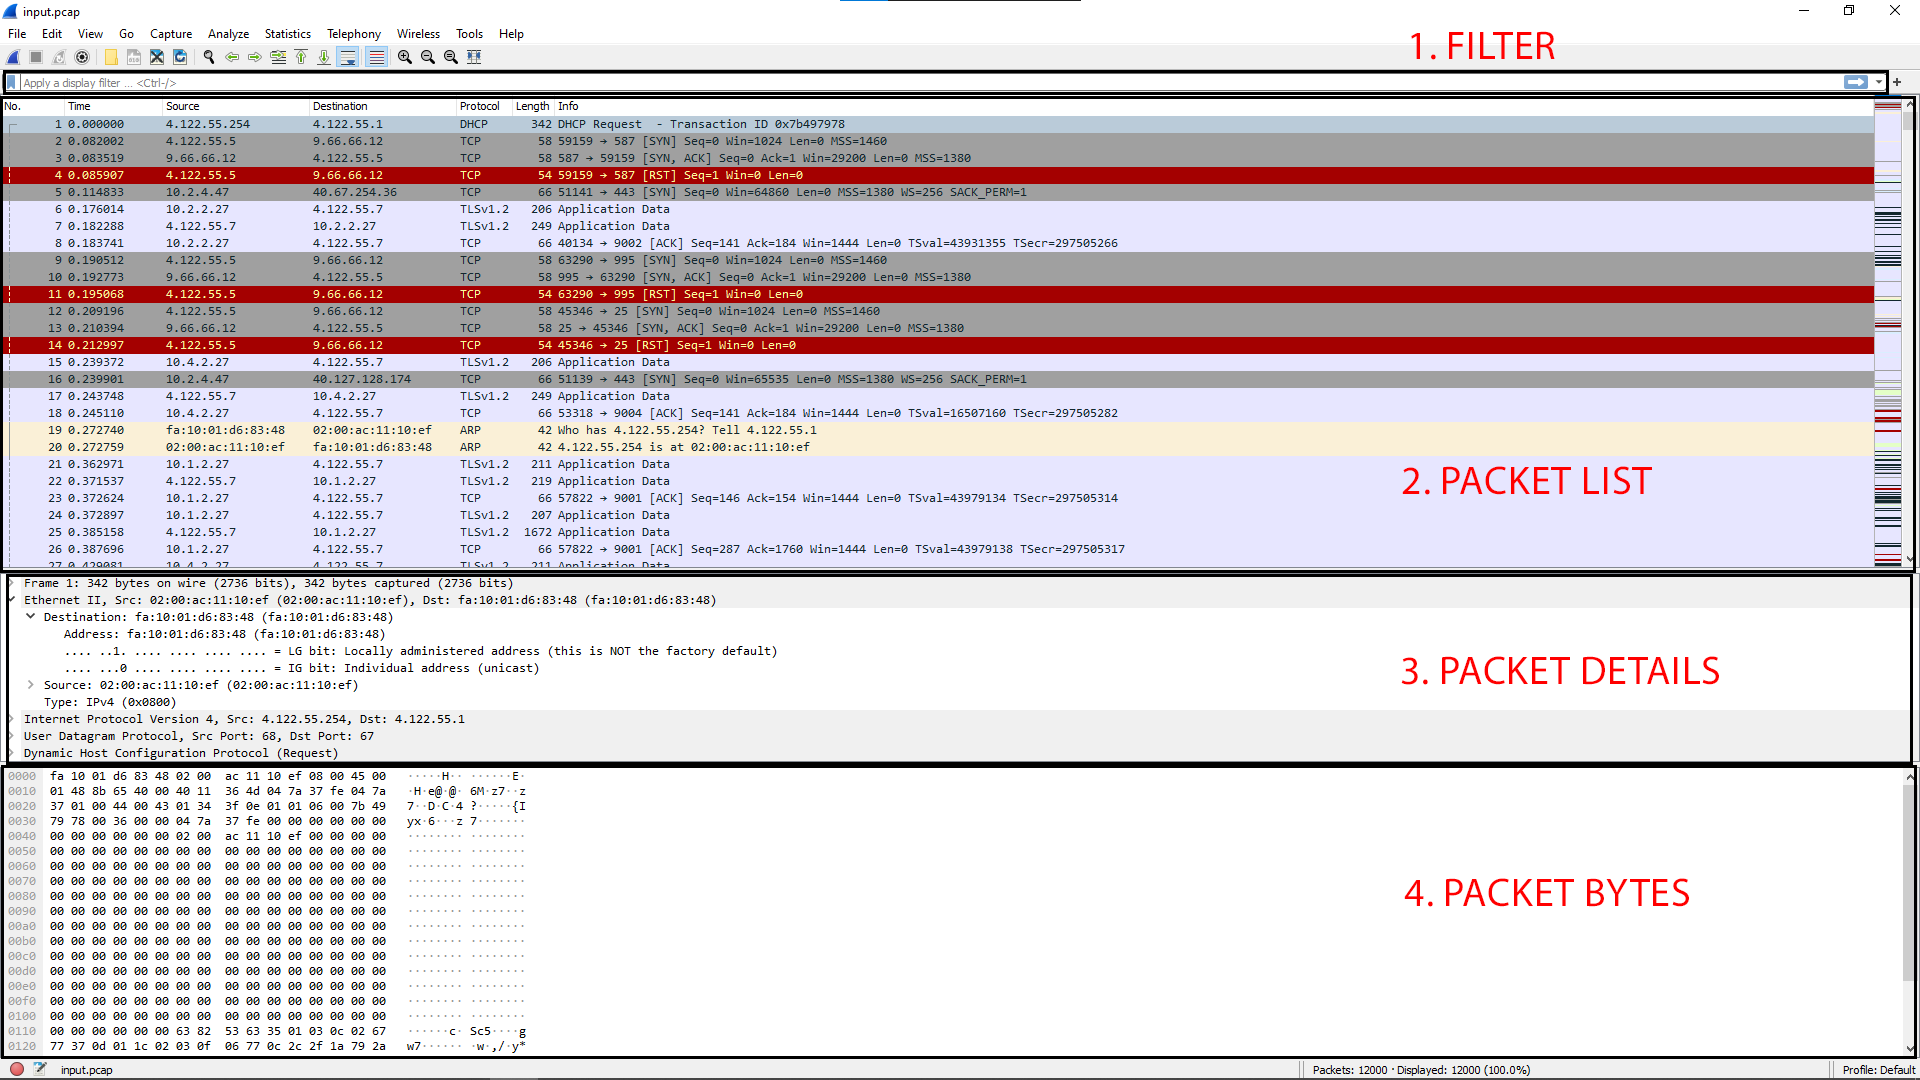 input.pcap
File Edit View Go Capture Analyze Statistics Telephony Wireless Tools Help
1. FILTER
Apply a display filter ... <Ctrl-/>
No. Time Source Destination Protocol Length Info
1 0.000000 4.122.55.254 4.122.55.1 DHCP 342 DHCP Request - Transaction ID 0x7b497978
2 0.082002 4.122.55.5 9.66.66.12 TCP 58 59159 → 587 [SYN] Seq=0 Win=1024 Len=0 MSS=1460
3 0.083519 9.66.66.12 4.122.55.5 TCP 58 587 → 59159 [SYN, ACK] Seq=0 Ack=1 Win=29200 Len=0 MSS=1380
4 0.085907 4.122.55.5 9.66.66.12 TCP 54 59159 → 587 [RST] Seq=1 Win=0 Len=0
5 0.114833 10.2.4.47 40.67.254.36 TCP 66 51141 → 443 [SYN] Seq=0 Win=64860 Len=0 MSS=1380 WS=256 SACK_PERM=1
6 0.176014 10.2.2.27 4.122.55.7 TLSv1.2 206 Application Data
7 0.182288 4.122.55.7 10.2.2.27 TLSv1.2 249 Application Data
8 0.183741 10.2.2.27 4.122.55.7 TCP 66 40134 → 9002 [ACK] Seq=141 Ack=184 Win=1444 Len=0 TSval=43931355 TSecr=297505266
9 0.190512 4.122.55.5 9.66.66.12 TCP 58 63290 → 995 [SYN] Seq=0 Win=1024 Len=0 MSS=1460
10 0.192773 9.66.66.12 4.122.55.5 TCP 58 995 → 63290 [SYN, ACK] Seq=0 Ack=1 Win=29200 Len=0 MSS=1380
11 0.195068 4.122.55.5 9.66.66.12 TCP 54 63290 → 995 [RST] Seq=1 Win=0 Len=0
12 0.209196 4.122.55.5 9.66.66.12 TCP 58 45346 → 25 [SYN] Seq=0 Win=1024 Len=0 MSS=1460
13 0.210394 9.66.66.12 4.122.55.5 TCP 58 25 → 45346 [SYN, ACK] Seq=0 Ack=1 Win=29200 Len=0 MSS=1380
14 0.212997 4.122.55.5 9.66.66.12 TCP 54 45346 → 25 [RST] Seq=1 Win=0 Len=0
15 0.239372 10.4.2.27 4.122.55.7 TLSv1.2 206 Application Data
16 0.239901 10.2.4.47 40.127.128.174 TCP 66 51139 → 443 [SYN] Seq=0 Win=65535 Len=0 MSS=1380 WS=256 SACK_PERM=1
17 0.243748 4.122.55.7 10.4.2.27 TLSv1.2 249 Application Data
18 0.245110 10.4.2.27 4.122.55.7 TCP 66 53318 → 9004 [ACK] Seq=141 Ack=184 Win=1444 Len=0 TSval=16507160 TSecr=297505282
19 0.272740 fa:10:01:d6:83:48 02:00:ac:11:10:ef ARP 42 Who has 4.122.55.254? Tell 4.122.55.1
20 0.272759 02:00:ac:11:10:ef fa:10:01:d6:83:48 ARP 42 4.122.55.254 is at 02:00:ac:11:10:ef
21 0.362971 10.1.2.27 4.122.55.7 TLSv1.2 211 Application Data
22 0.371537 4.122.55.7 10.1.2.27 TLSv1.2 219 Application Data
23 0.372624 10.1.2.27 4.122.55.7 TCP 66 57822 → 9001 [ACK] Seq=146 Ack=154 Win=1444 Len=0 TSval=43979134 TSecr=297505314
24 0.372897 10.1.2.27 4.122.55.7 TLSv1.2 207 Application Data
25 0.385158 4.122.55.7 10.1.2.27 TLSv1.2 1672 Application Data
26 0.387696 10.1.2.27 4.122.55.7 TCP 66 57822 → 9001 [ACK] Seq=287 Ack=1760 Win=1444 Len=0 TSval=43979138 TSecr=297505317
27 0.429081 10.4.2.27 4.122.55.7 TLSv1.2 211 Application Data
2. PACKET LIST
Frame 1: 342 bytes on wire (2736 bits), 342 bytes captured (2736 bits)
Ethernet II, Src: 02:00:ac:11:10:ef (02:00:ac:11:10:ef), Dst: fa:10:01:d6:83:48 (fa:10:01:d6:83:48)
Destination: fa:10:01:d6:83:48 (fa:10:01:d6:83:48)
Address: fa:10:01:d6:83:48 (fa:10:01:d6:83:48)
.... ..1. .... .... .... .... = LG bit: Locally administered address (this is NOT the factory default)
.... ...0 .... .... .... .... = IG bit: Individual address (unicast)
Source: 02:00:ac:11:10:ef (02:00:ac:11:10:ef)
Type: IPv4 (0x0800)
Internet Protocol Version 4, Src: 4.122.55.254, Dst: 4.122.55.1
User Datagram Protocol, Src Port: 68, Dst Port: 67
Dynamic Host Configuration Protocol (Request)
3. PACKET DETAILS
0000 fa 10 01 d6 83 48 02 00 ac 11 10 ef 08 00 45 00 ·····H·· ······E·
0010 01 48 8b 65 40 00 40 11 36 4d 04 7a 37 fe 04 7a ·H·e@·@· 6M·z7··z
0020 37 01 00 44 00 43 01 34 3f 0e 01 01 06 00 7b 49 7··D·C·4 ?·····{I
0030 79 78 00 36 00 00 04 7a 37 fe 00 00 00 00 00 00 yx·6···z 7·······
0040 00 00 00 00 00 00 02 00 ac 11 10 ef 00 00 00 00 ········ ········
0050 00 00 00 00 00 00 00 00 00 00 00 00 00 00 00 00 ········ ········
0060 00 00 00 00 00 00 00 00 00 00 00 00 00 00 00 00 ········ ········
0070 00 00 00 00 00 00 00 00 00 00 00 00 00 00 00 00 ········ ········
0080 00 00 00 00 00 00 00 00 00 00 00 00 00 00 00 00 ········ ········
0090 00 00 00 00 00 00 00 00 00 00 00 00 00 00 00 00 ········ ········
00a0 00 00 00 00 00 00 00 00 00 00 00 00 00 00 00 00 ········ ········
00b0 00 00 00 00 00 00 00 00 00 00 00 00 00 00 00 00 ········ ········
00c0 00 00 00 00 00 00 00 00 00 00 00 00 00 00 00 00 ········ ········
00d0 00 00 00 00 00 00 00 00 00 00 00 00 00 00 00 00 ········ ········
00e0 00 00 00 00 00 00 00 00 00 00 00 00 00 00 00 00 ········ ········
00f0 00 00 00 00 00 00 00 00 00 00 00 00 00 00 00 00 ········ ········
0100 00 00 00 00 00 00 00 00 00 00 00 00 00 00 00 00 ········ ········
0110 00 00 00 00 00 00 63 82 53 63 35 01 03 0c 02 67 ······c· Sc5····g
0120 77 37 0d 01 1c 02 03 0f 06 77 0c 2c 2f 1a 79 2a w7······ ·w·,/·y*
4. PACKET BYTES
input.pcap
Packets: 12000 · Displayed: 12000 (100.0%)
Profile: Default